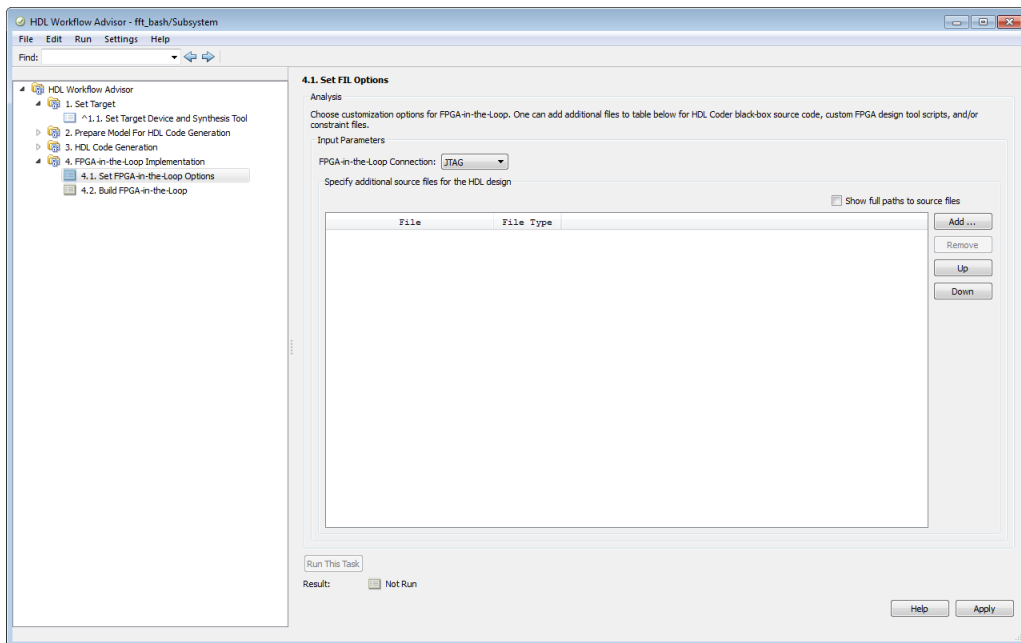 HDL Workflow Advisor - fft_bash/Subsystem
File Edit Run Settings Help
Find:
HDL Workflow Advisor
1. Set Target
^1.1. Set Target Device and Synthesis Tool
2. Prepare Model For HDL Code Generation
3. HDL Code Generation
4. FPGA-in-the-Loop Implementation
4.1. Set FPGA-in-the-Loop Options
4.2. Build FPGA-in-the-Loop
4.1. Set FIL Options
Analysis
Choose customization options for FPGA-in-the-Loop. One can add additional files to table below for HDL Coder black-box source code, custom FPGA design tool scripts, and/or
constraint files.
Input Parameters
FPGA-in-the-Loop Connection: JTAG
Specify additional source files for the HDL design
Show full paths to source files
File File Type
Add ...
Remove
Up
Down
Run This Task
Result: Not Run
Help Apply